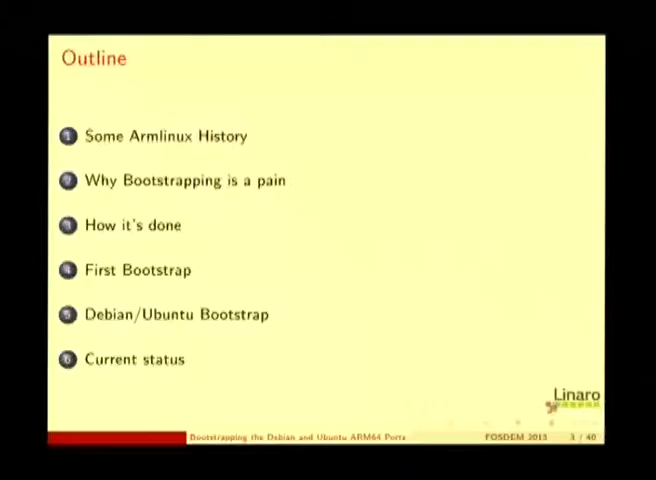 Outline
1 Some Armlinux History
2 Why Bootstrapping is a pain
3 How it's done
4 First Bootstrap
5 Debian/Ubuntu Bootstrap
6 Current status
Linaro
Bootstrapping the Debian and Ubuntu ARM64 Ports FOSDEM 2013 3 / 40